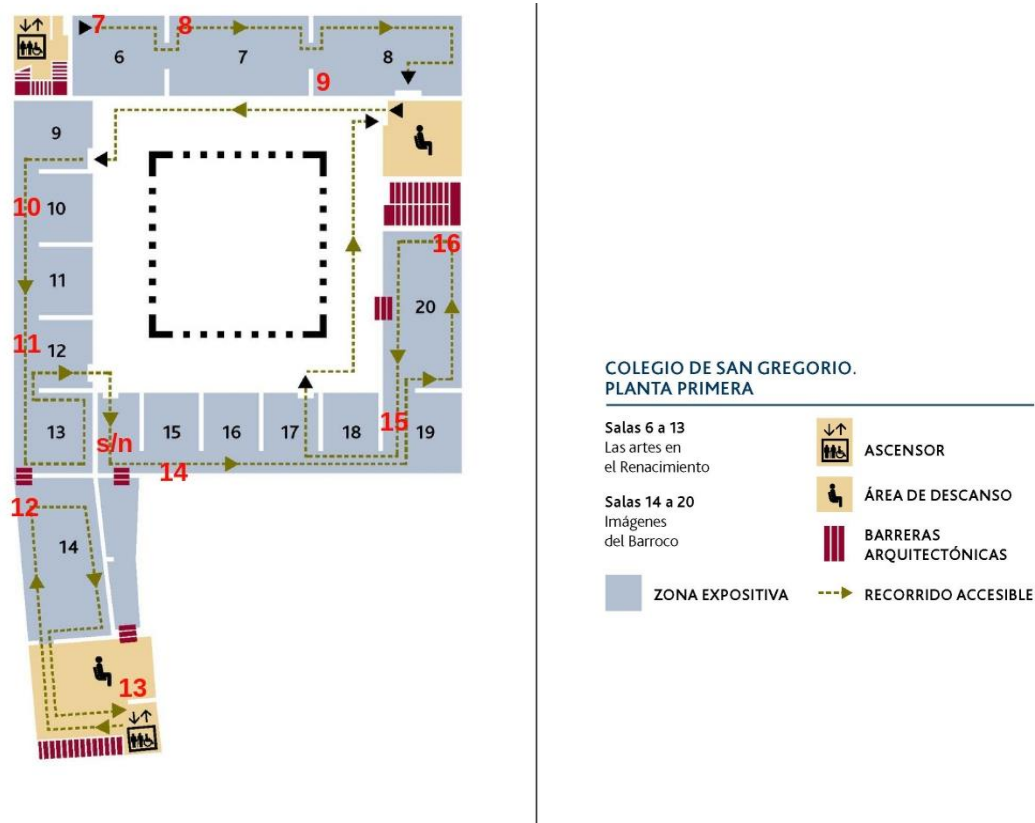 7
8
6
7
8
9
9
10
10
11
11
12
16
20
13
s/n
15
16
17
18
15
19
14
12
14
13
COLEGIO DE SAN GREGORIO.
PLANTA PRIMERA
Salas 6 a 13
Las artes en
el Renacimiento
Salas 14 a 20
Imágenes
del Barroco
ZONA EXPOSITIVA
ASCENSOR
ÁREA DE DESCANSO
BARRERAS
ARQUITECTÓNICAS
RECORRIDO ACCESIBLE